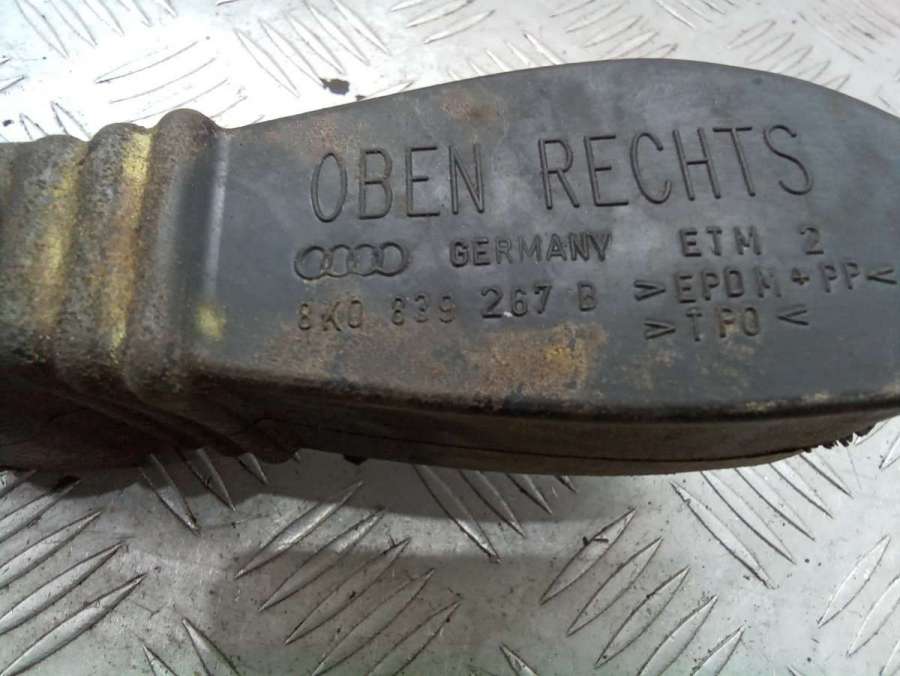 OBEN RECHTS
GERMANY ETM 2
8K0 839 267 B >EPDM+PP<
>TPO<